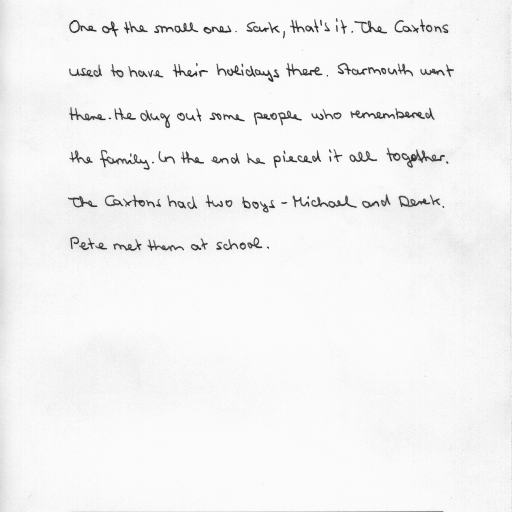 One of the small ones. Sark, that's it. The Caxtons
used to have their holidays there. Starmouth went
there. He dug out some people who remembered
the family. In the end he pieced it all together.
The Caxtons had two boys - Michael and Derek.
Pete met them at school.